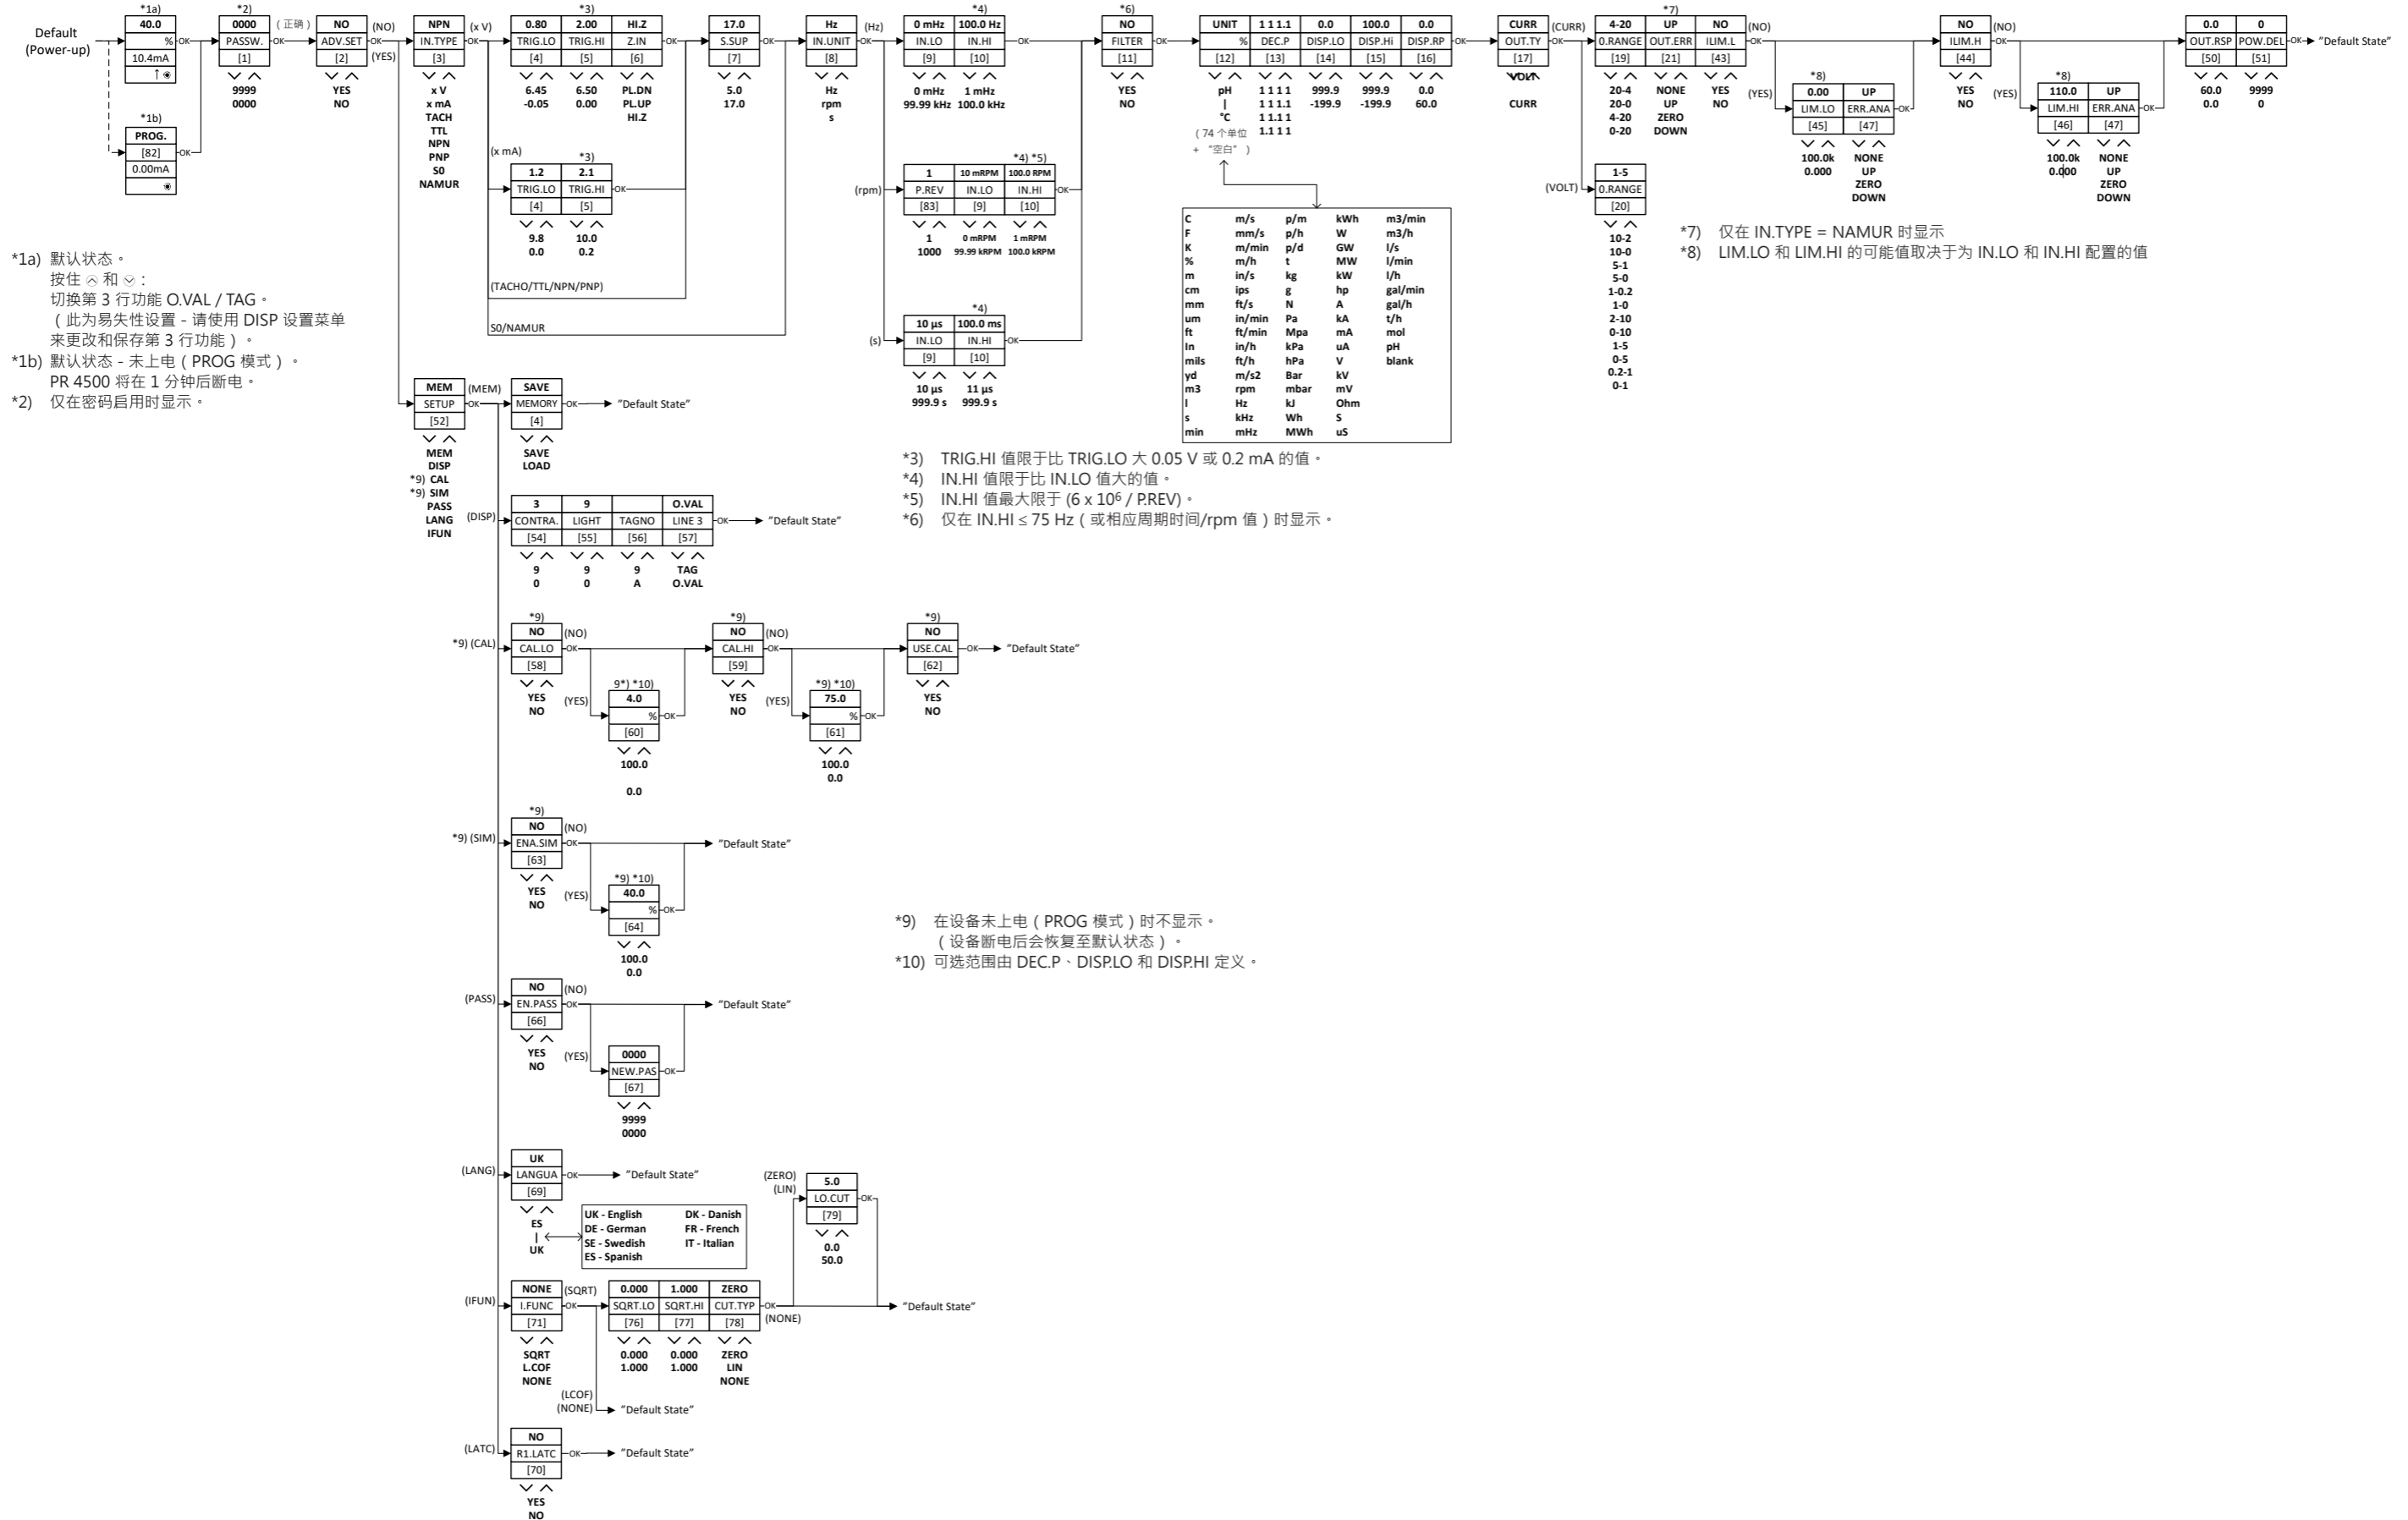 Default
(Power-up)
*1a)
40.0
%
10.4mA
↑
OK
*1b)
PROG.
[82]
0.00mA
OK
*2)
0000
PASSW.
[1]
9999
0000
(正确)
OK
NO
ADV.SET
[2]
YES
NO
OK
(NO)
(YES)
NPN
IN.TYPE
[3]
x V
x mA
TACH
TTL
NPN
PNP
S0
NAMUR
OK
(x V)
*3)
0.80 2.00 HI.Z
TRIG.LO TRIG.HI Z.IN
[4] [5] [6]
6.45 6.50 PL.DN
-0.05 0.00 PL.UP
HI.Z
OK
(x mA)
*3)
1.2 2.1
TRIG.LO TRIG.HI
[4] [5]
9.8 10.0
0.0 0.2
OK
(TACHO/TTL/NPN/PNP)
S0/NAMUR
17.0
S.SUP
[7]
5.0
17.0
OK
Hz
IN.UNIT
[8]
Hz
rpm
s
OK
(Hz)
*4)
0 mHz 100.0 Hz
IN.LO IN.HI
[9] [10]
0 mHz 1 mHz
99.99 kHz 100.0 kHz
OK
(rpm)
*4) *5)
1 10 mRPM 100.0 RPM
P.REV IN.LO IN.HI
[83] [9] [10]
1 0 mRPM 1 mRPM
1000 99.99 kRPM 100.0 kRPM
OK
(s)
*4)
10 µs 100.0 ms
IN.LO IN.HI
[9] [10]
10 µs 11 µs
999.9 s 999.9 s
OK
*6)
NO
FILTER
[11]
YES
NO
OK
UNIT 1 1 1.1 0.0 100.0 0.0
% DEC.P DISP.LO DISP.Hi DISP.RP
[12] [13] [14] [15] [16]
pH 1 1 1 1 999.9 999.9 0.0
| 1 1 1.1 -199.9 -199.9 60.0
°C 1 1.1 1
(74 个单位 1.1 1 1
+ “空白”)
OK
C m/s p/m kWh m3/min
F mm/s p/h W m3/h
K m/min p/d GW l/s
% m/h t MW l/min
m in/s kg kW l/h
cm ips g hp gal/min
mm ft/s N A gal/h
um in/min Pa kA t/h
ft ft/min Mpa mA mol
In in/h kPa uA pH
mils ft/h hPa V blank
yd m/s2 Bar kV
m3 rpm mbar mV
l Hz kJ Ohm
s kHz Wh S
min mHz MWh uS
CURR
OUT.TY
[17]
VOLT
CURR
OK
(CURR)
*7)
4-20 UP NO
0.RANGE OUT.ERR ILIM.L
[19] [21] [43]
20-4 NONE YES
20-0 UP NO
4-20 ZERO
0-20 DOWN
OK
(VOLT)
1-5
0.RANGE
[20]
10-2
10-0
5-1
5-0
1-0.2
1-0
2-10
0-10
1-5
0-5
0.2-1
0-1
(NO)
(YES)
*8)
0.00 UP
LIM.LO ERR.ANA
[45] [47]
100.0k NONE
0.000 UP
ZERO
DOWN
OK
NO
ILIM.H
[44]
YES
NO
OK
(NO)
(YES)
*8)
110.0 UP
LIM.HI ERR.ANA
[46] [47]
100.0k NONE
0.000 UP
ZERO
DOWN
OK
0.0 0
OUT.RSP POW.DEL
[50] [51]
60.0 9999
0.0 0
OK
"Default State"
*7) 仅在 IN.TYPE = NAMUR 时显示
*8) LIM.LO 和 LIM.HI 的可能值取决于为 IN.LO 和 IN.HI 配置的值
*1a) 默认状态。
按住 和 :
切换第 3 行功能 O.VAL / TAG。
(此为易失性设置 - 请使用 DISP 设置菜单
来更改和保存第 3 行功能)。
*1b) 默认状态 - 未上电(PROG 模式)。
PR 4500 将在 1 分钟后断电。
*2) 仅在密码启用时显示。
*3) TRIG.HI 值限于比 TRIG.LO 大 0.05 V 或 0.2 mA 的值。
*4) IN.HI 值限于比 IN.LO 值大的值。
*5) IN.HI 值最大限于 (6 x 10⁶ / P.REV)。
*6) 仅在 IN.HI ≤ 75 Hz(或相应周期时间/rpm 值)时显示。
MEM
SETUP
[52]
MEM
DISP
*9) CAL
*9) SIM
PASS
LANG
IFUN
OK
(MEM)
SAVE
MEMORY
[4]
SAVE
LOAD
OK
"Default State"
(DISP)
3 9 O.VAL
CONTRA. LIGHT TAGNO LINE 3
[54] [55] [56] [57]
9 9 9 TAG
0 0 A O.VAL
OK
"Default State"
*9) (CAL)
*9)
NO
CAL.LO
[58]
YES
NO
OK
(NO)
(YES)
9*) *10)
4.0
%
[60]
100.0
0.0
OK
*9)
NO
CAL.HI
[59]
YES
NO
OK
(NO)
(YES)
*9) *10)
75.0
%
[61]
100.0
0.0
OK
*9)
NO
USE.CAL
[62]
YES
NO
OK
"Default State"
*9) (SIM)
*9)
NO
ENA.SIM
[63]
YES
NO
OK
(NO)
(YES)
*9) *10)
40.0
%
[64]
100.0
0.0
OK
"Default State"
*9) 在设备未上电(PROG 模式)时不显示。
(设备断电后会恢复至默认状态)。
*10) 可选范围由 DEC.P、DISP.LO 和 DISP.HI 定义。
(PASS)
NO
EN.PASS
[66]
YES
NO
OK
(NO)
(YES)
0000
NEW.PAS
[67]
9999
0000
OK
"Default State"
(LANG)
UK
LANGUA
[69]
ES
|
UK
OK
"Default State"
UK - English DK - Danish
DE - German FR - French
SE - Swedish IT - Italian
ES - Spanish
(IFUN)
NONE
I.FUNC
[71]
SQRT
L.COF
NONE
OK
(SQRT)
0.000 1.000 ZERO
SQRT.LO SQRT.HI CUT.TYP
[76] [77] [78]
0.000 0.000 ZERO
1.000 1.000 LIN
NONE
OK
(NONE)
(ZERO)
(LIN)
5.0
LO.CUT
[79]
0.0
50.0
OK
"Default State"
(LCOF)
(NONE)
"Default State"
(LATC)
NO
R1.LATC
[70]
YES
NO
OK
"Default State"